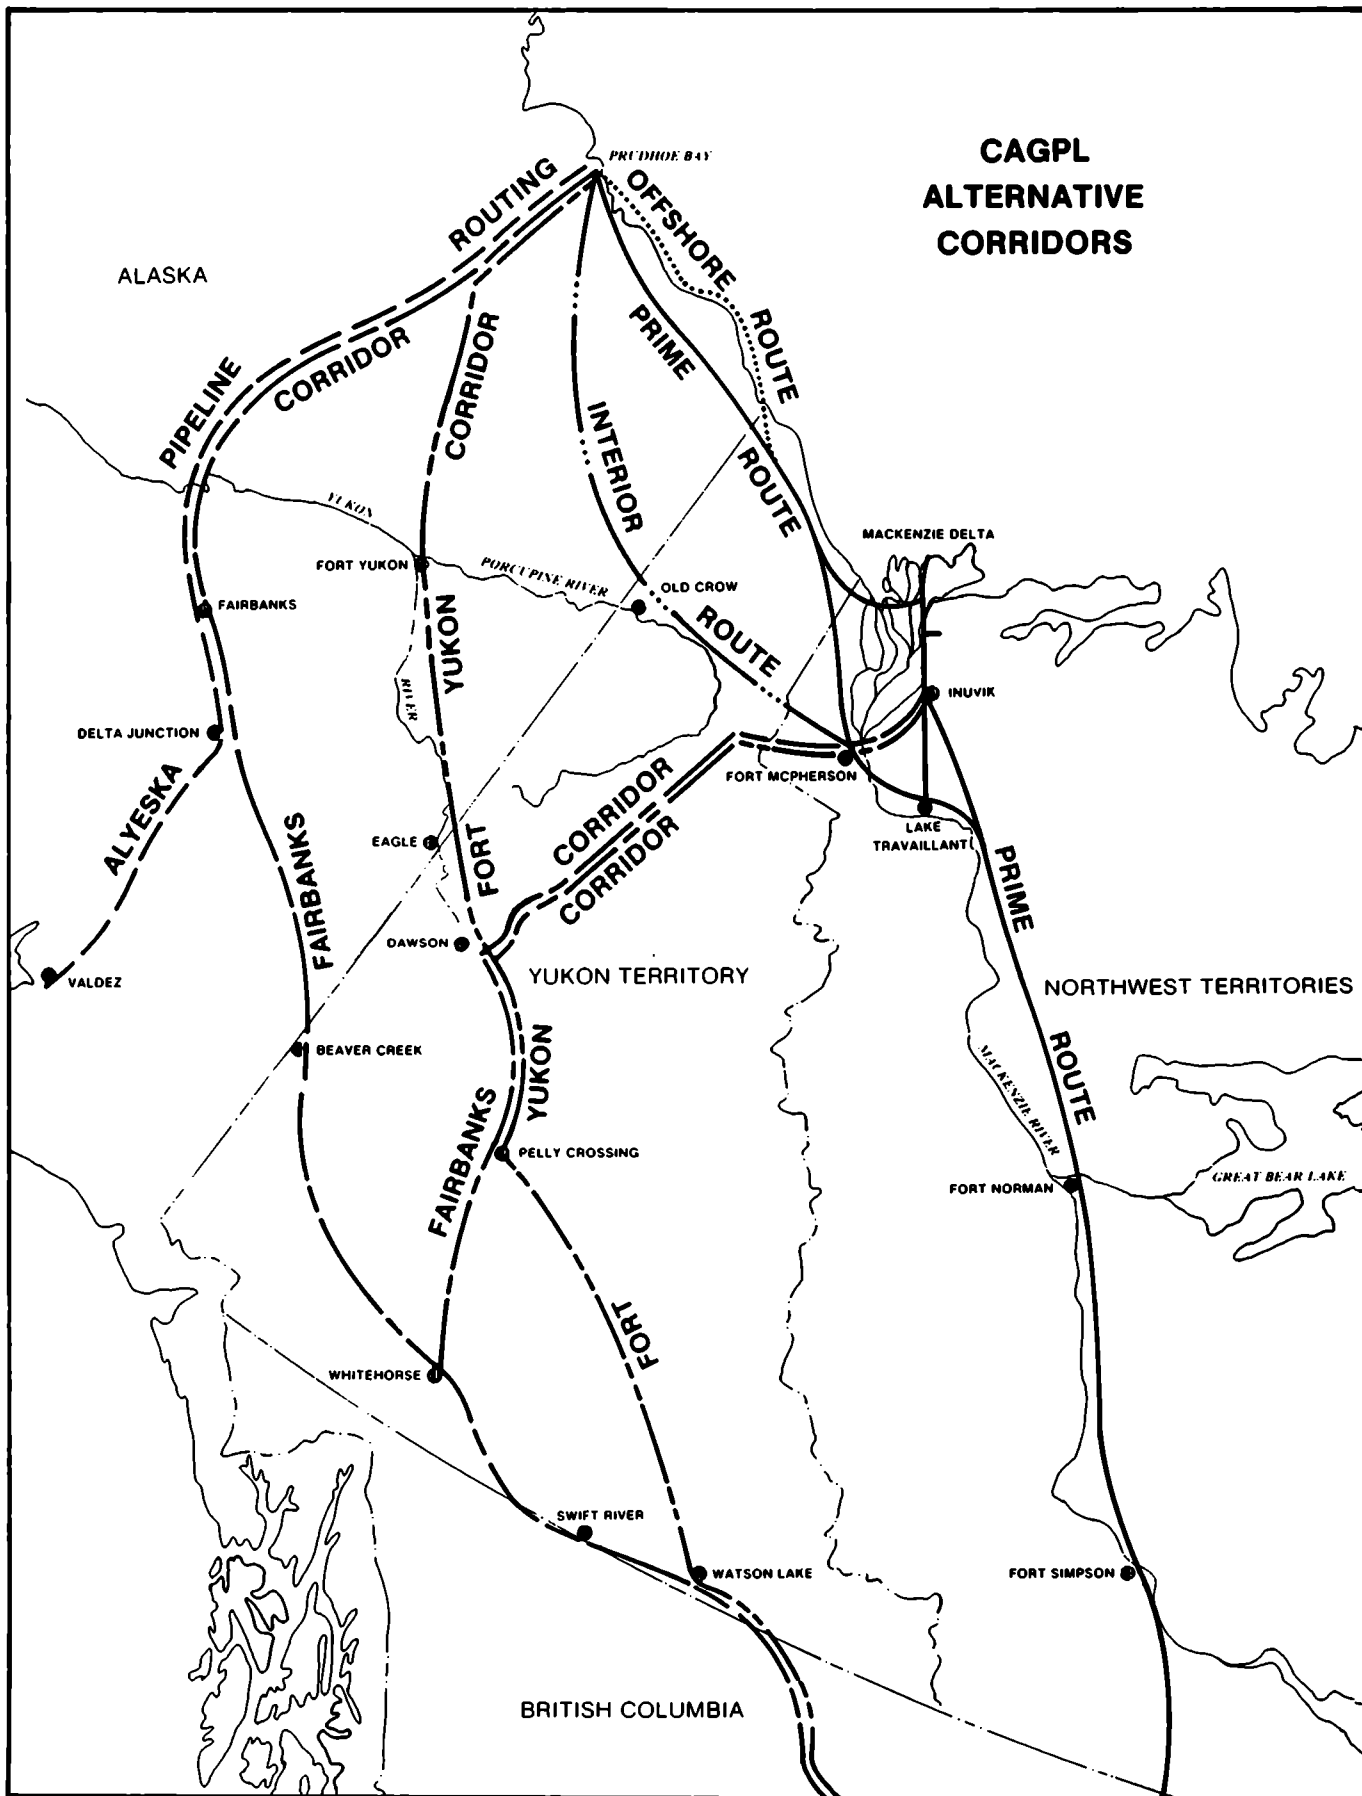 CAGPL
ALTERNATIVE
CORRIDORS
PRUDHOE BAY
ROUTING
OFFSHORE
ROUTE
ALASKA
PRIME
ROUTE
PIPELINE
CORRIDOR
CORRIDOR
INTERIOR
ROUTE
YUKON
RIVER
MACKENZIE DELTA
FORT YUKON
PORCUPINE RIVER
OLD CROW
FAIRBANKS
YUKON
INUVIK
DELTA JUNCTION
FORT MCPHERSON
ALYESKA
CORRIDOR
CORRIDOR
LAKE
TRAVAILLANT
EAGLE
FORT
PRIME
ROUTE
FAIRBANKS
DAWSON
VALDEZ
YUKON TERRITORY
NORTHWEST TERRITORIES
BEAVER CREEK
YUKON
MACKENZIE RIVER
FAIRBANKS
PELLY CROSSING
FORT NORMAN
GREAT BEAR LAKE
FORT
WHITEHORSE
SWIFT RIVER
WATSON LAKE
FORT SIMPSON
BRITISH COLUMBIA